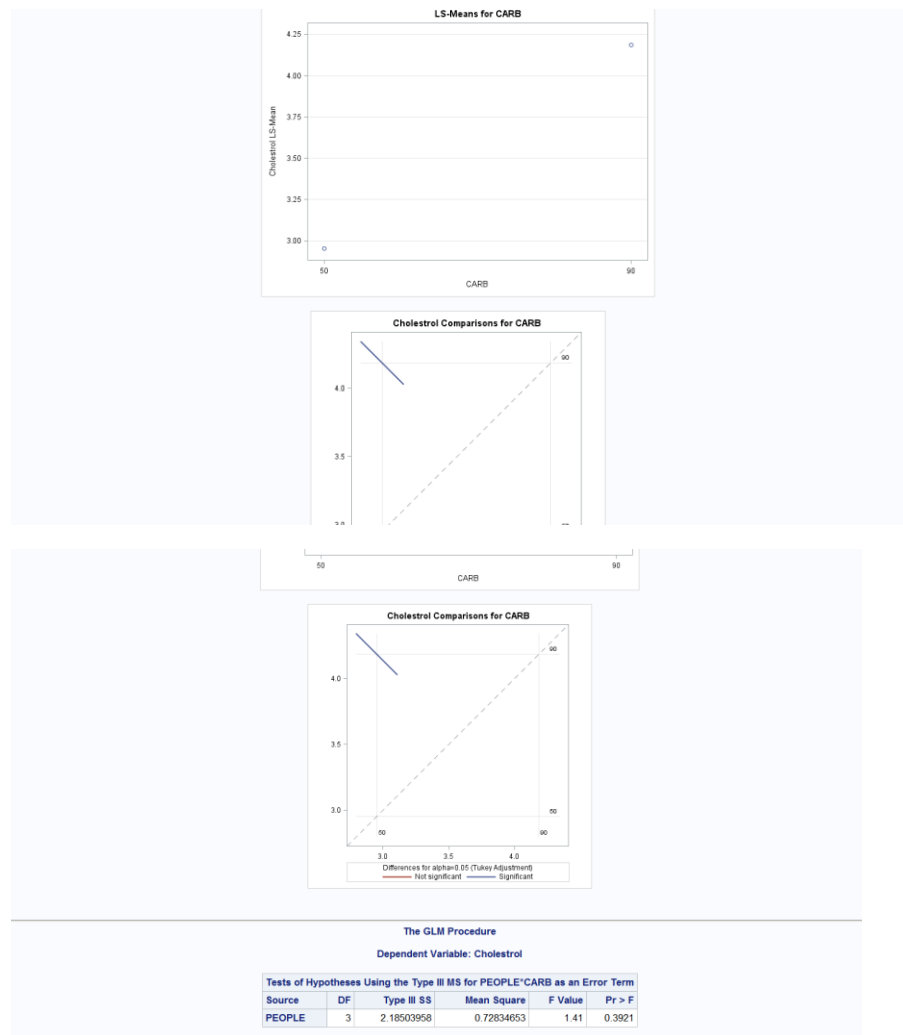 LS-Means for CARB
4.25
4.00
3.75
3.50
3.25
3.00
Cholestrol LS-Mean
50 90
CARB
Cholestrol Comparisons for CARB
90
4.0
3.5
50 90
CARB
Cholestrol Comparisons for CARB
90
4.0
3.5
3.0
50
50 90
3.0 3.5 4.0
Differences for alpha=0.05 (Tukey Adjustment)
Not significant Significant
The GLM Procedure
Dependent Variable: Cholestrol
Tests of Hypotheses Using the Type III MS for PEOPLE*CARB as an Error Term
Source DF Type III SS Mean Square F Value Pr > F
PEOPLE 3 2.18503958 0.72834653 1.41 0.3921